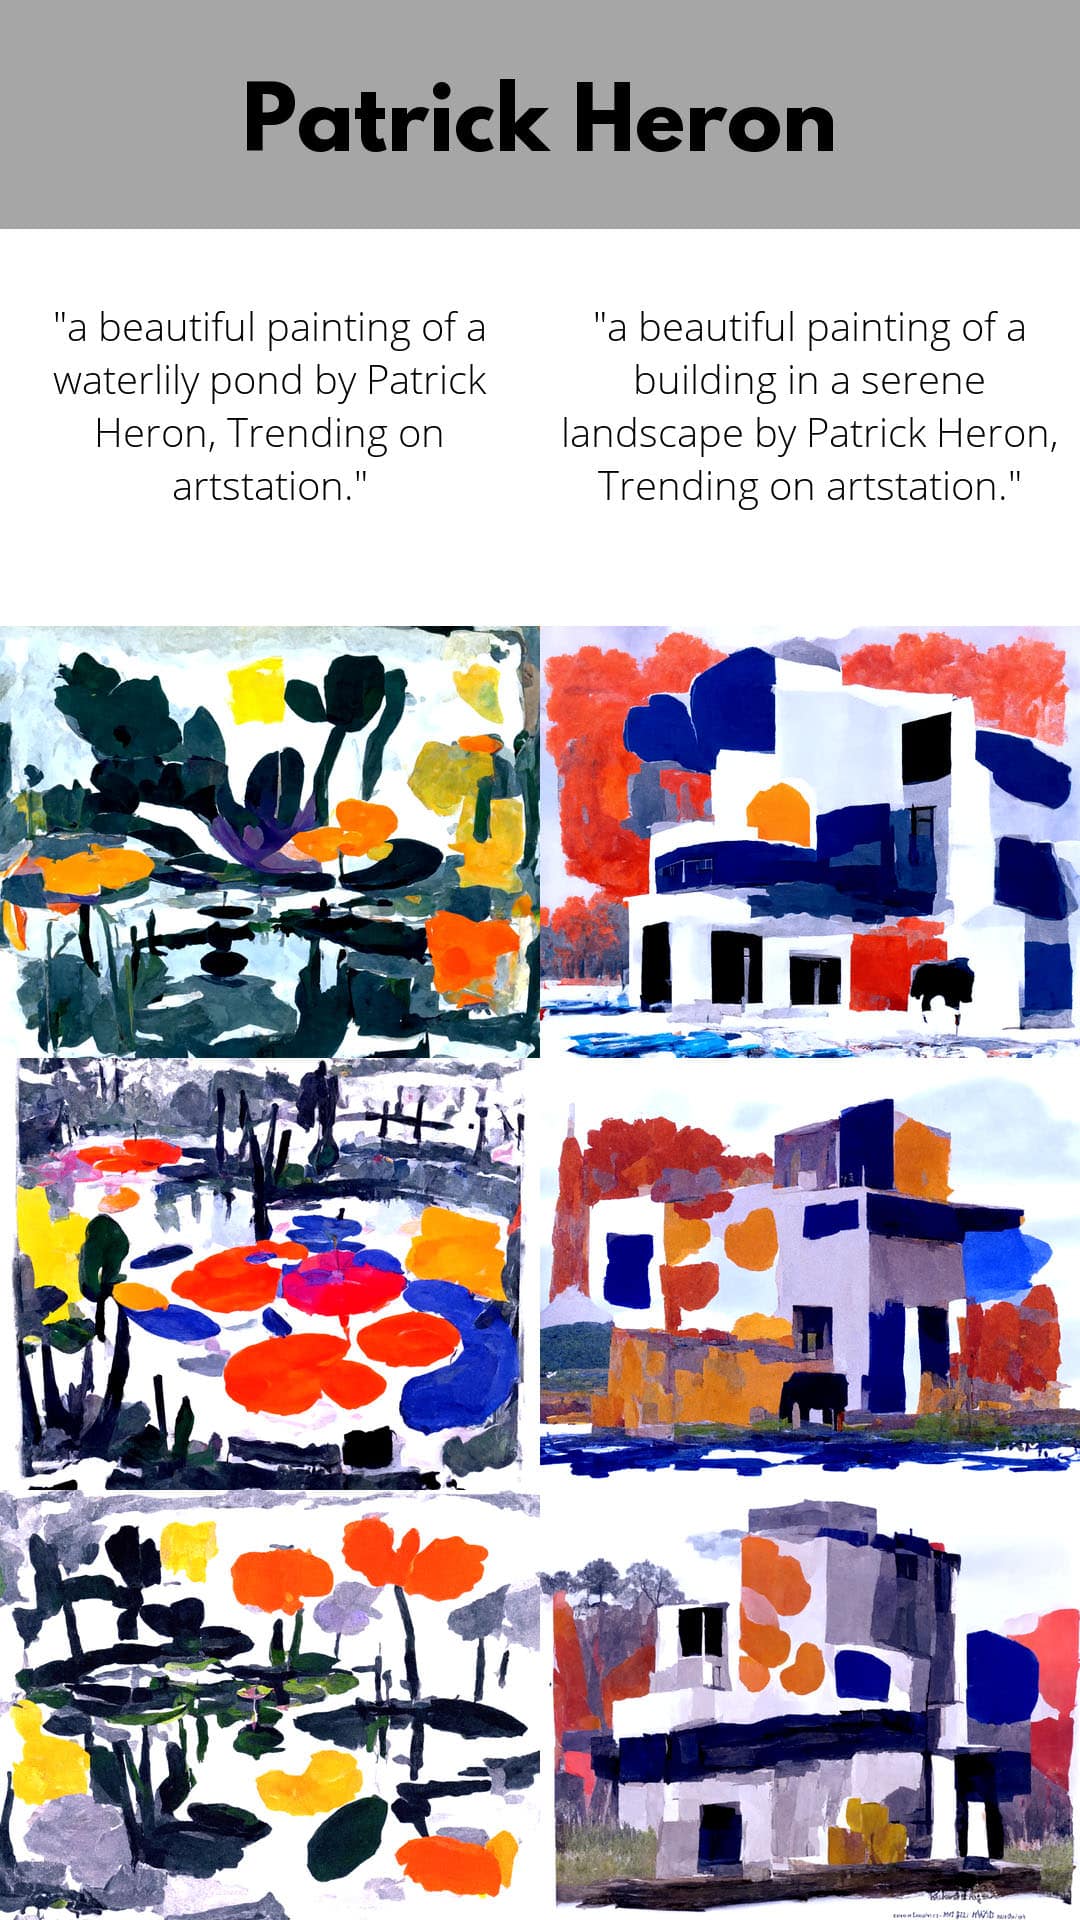 Patrick Heron
"a beautiful painting of a
waterlily pond by Patrick
Heron, Trending on
artstation."
"a beautiful painting of a
building in a serene
landscape by Patrick Heron,
Trending on artstation."